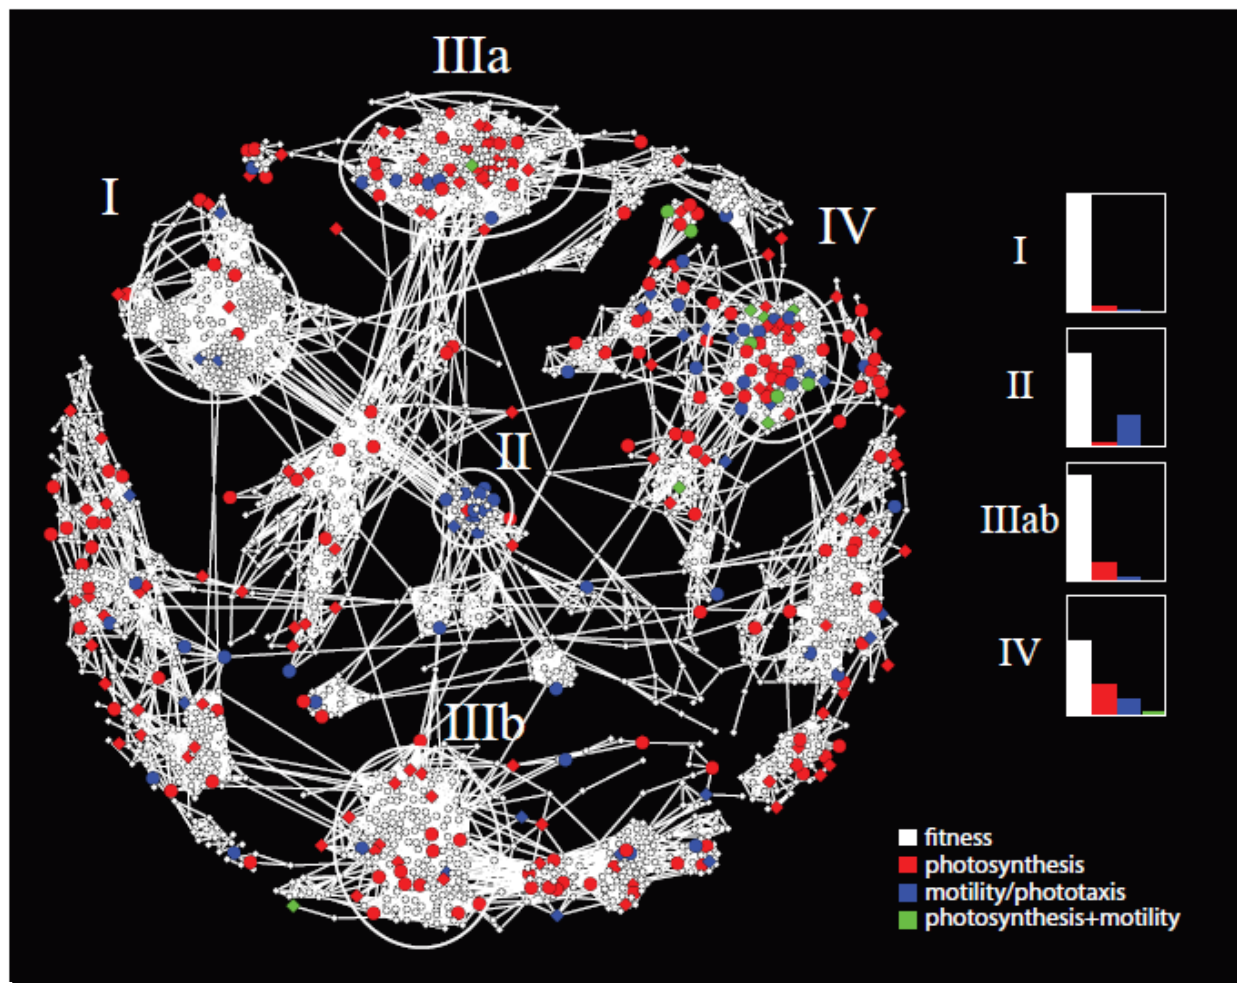 IIIa
I
IV
II
IIIb
I
II
IIIab
IV
fitness
photosynthesis
motility/phototaxis
photosynthesis+motility